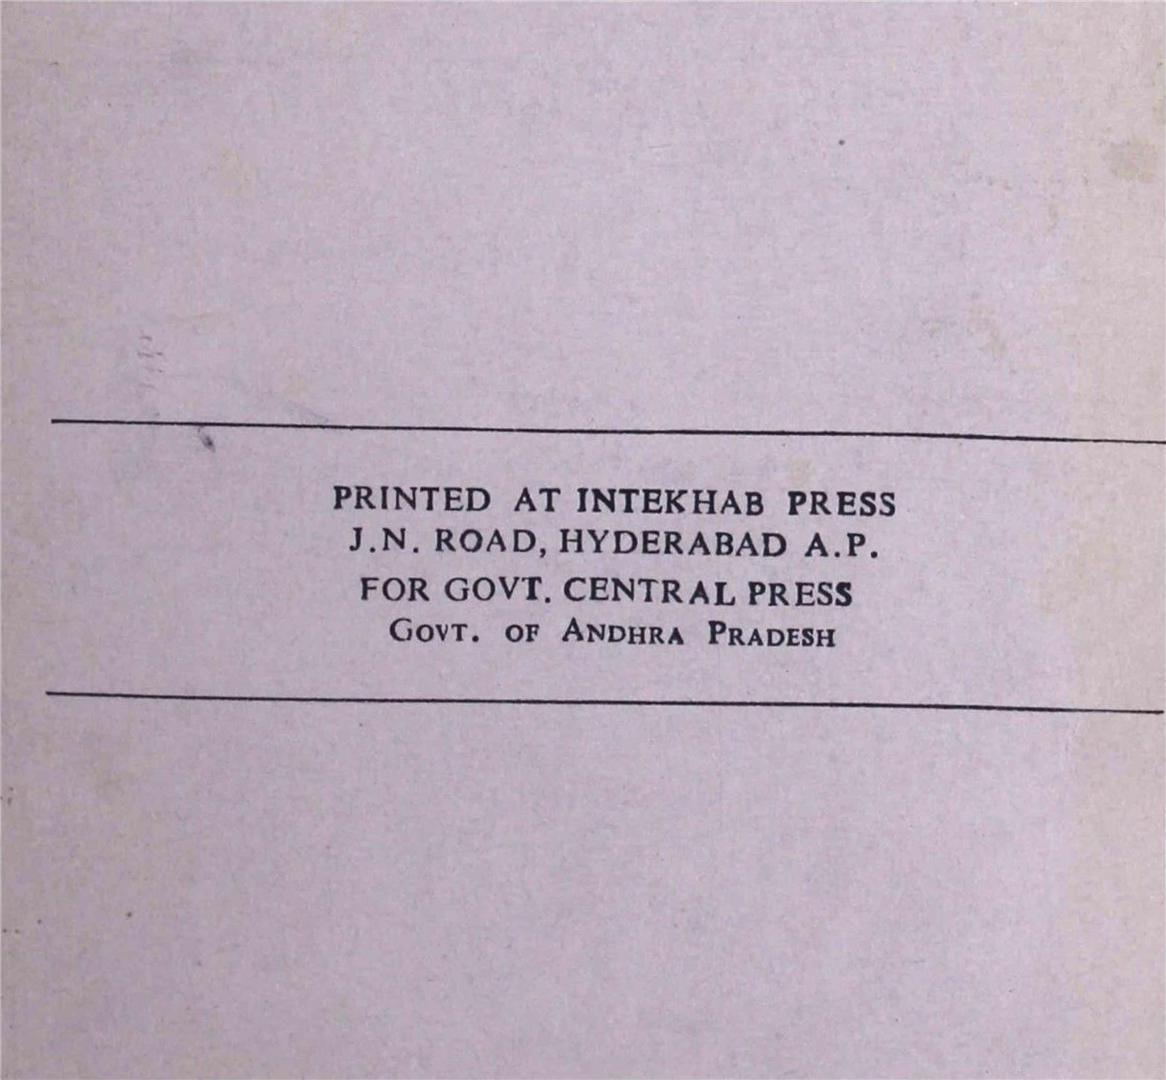 PRINTED AT INTEKHAB PRESS
J.N. ROAD, HYDERABAD A.P.
FOR GOVT. CENTRAL PRESS
GOVT. OF ANDHRA PRADESH